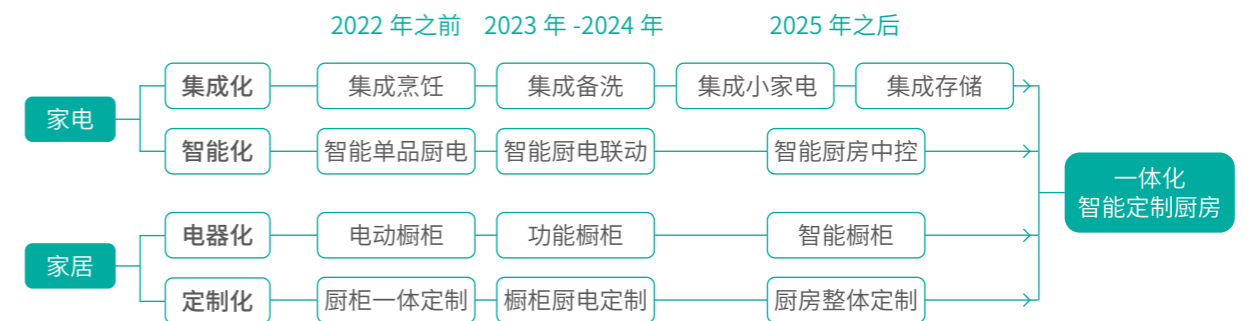 2022 年之前
2023 年 -2024 年
2025 年之后
家电
集成化
集成烹饪
集成备洗
集成小家电
集成存储
智能化
智能单品厨电
智能厨电联动
智能厨房中控
一体化
智能定制厨房
家居
电器化
电动橱柜
功能橱柜
智能橱柜
定制化
厨柜一体定制
橱柜厨电定制
厨房整体定制